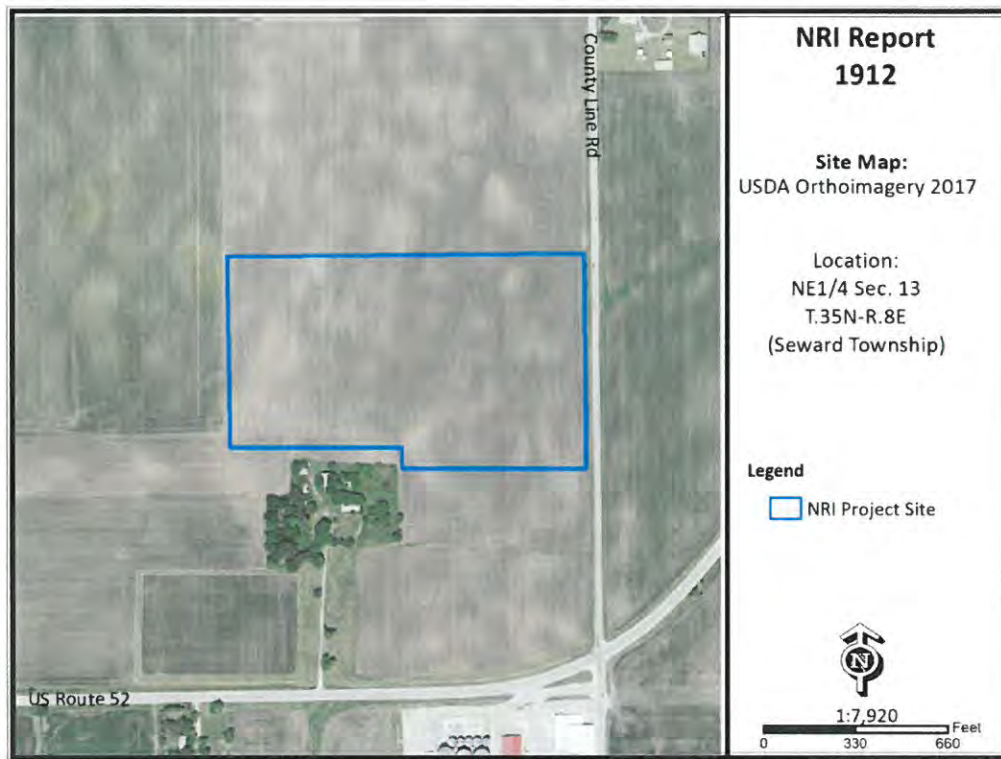 County Line Rd
US Route 52
NRI Report
1912
Site Map:
USDA Orthoimagery 2017
Location:
NE1/4 Sec. 13
T.35N-R.8E
(Seward Township)
Legend
NRI Project Site
N
1:7,920
Feet
0 330 660